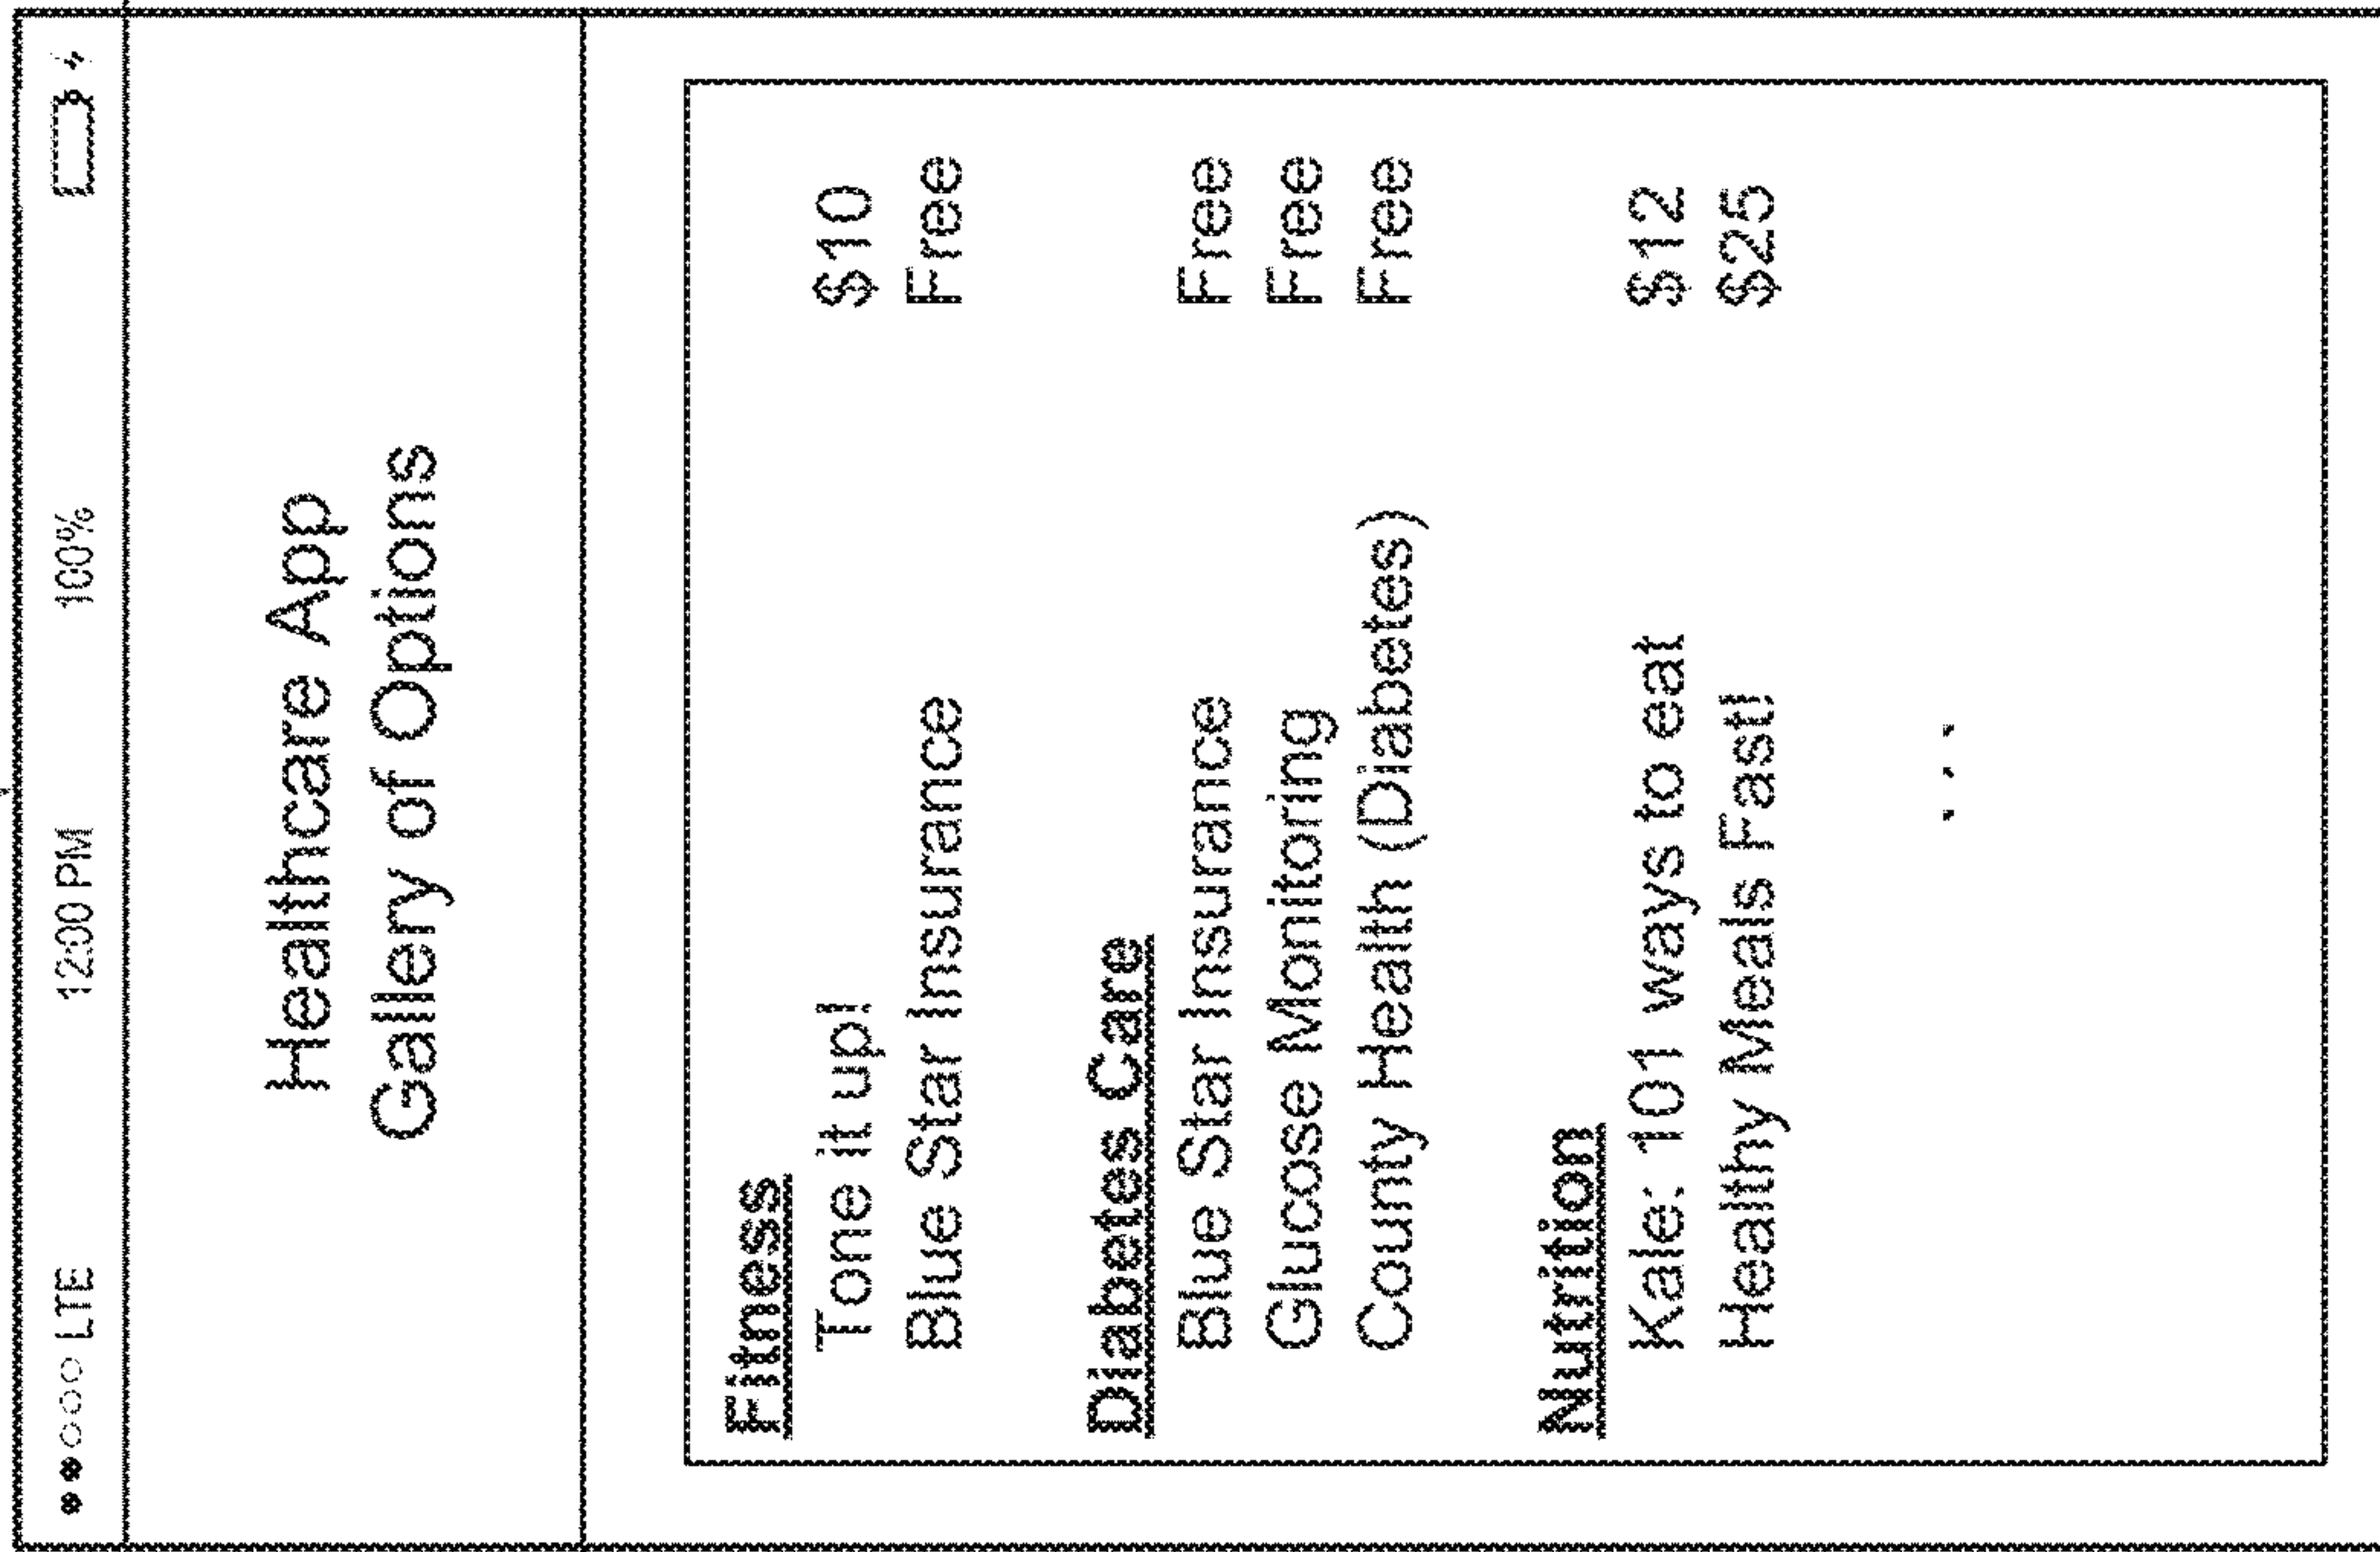 ●●○○○ LTE 12:00 PM 100%
Healthcare App
Gallery of Options
Fitness
Tone it up! $10
Blue Star Insurance Free
Diabetes Care
Blue Star Insurance Free
Glucose Monitoring Free
County Health (Diabetes) Free
Nutrition
Kale: 101 ways to eat $12
Healthy Meals Fast! $25
...